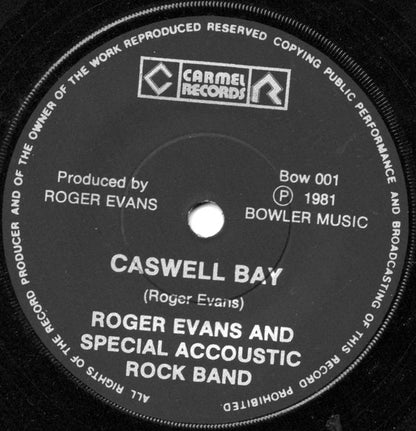 ALL RIGHTS OF THE RECORD PRODUCER AND OF THE OWNER OF THE WORK REPRODUCED RESERVED COPYING PUBLIC PERFORMANCE AND BROADCASTING OF THIS RECORD PROHIBITED.
C CARMEL R
RECORDS
Produced by
ROGER EVANS
Bow 001
Ⓟ 1981
BOWLER MUSIC
CASWELL BAY
(Roger Evans)
ROGER EVANS AND
SPECIAL ACCOUSTIC
ROCK BAND